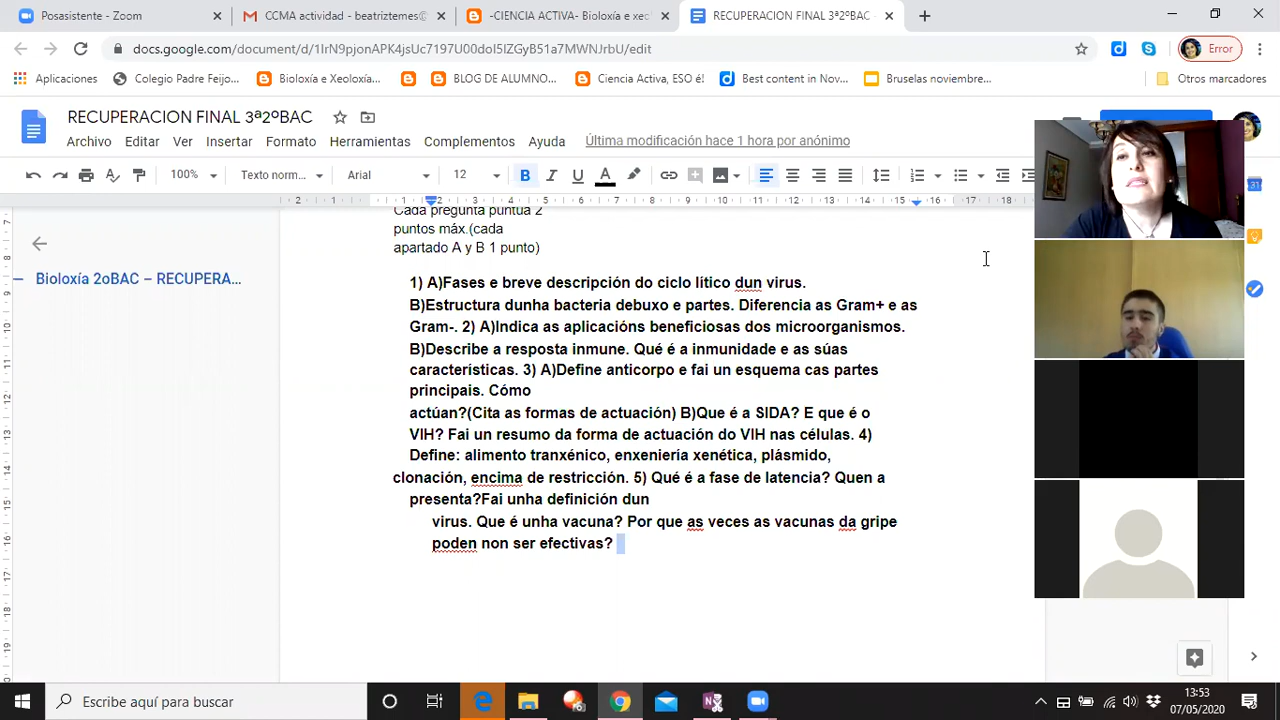 Posasistente - Zoom
CCMA actividad - beatriztemes@
-CIENCIA ACTIVA- Bioloxía e xeo
RECUPERACION FINAL 3ª2ºBAC -
docs.google.com/document/d/1IrN9pjonAPK4jsUc7197U00doI5lZGyB51a7MWNJrbU/edit
Error
Aplicaciones
Colegio Padre Feijo...
Bioloxía e Xeoloxía...
BLOG DE ALUMNO...
Ciencia Activa, ESO é!
Best content in Nov...
Bruselas noviembre...
Otros marcadores
RECUPERACION FINAL 3ª2ºBAC
Archivo Editar Ver Insertar Formato Herramientas Complementos Ayuda
Última modificación hace 1 hora por anónimo
100% Texto norm... Arial 12
Bioloxía 2oBAC – RECUPERA...
Cada pregunta puntúa 2
puntos máx.(cada
apartado A y B 1 punto)
1) A)Fases e breve descripción do ciclo lítico dun virus.
B)Estructura dunha bacteria debuxo e partes. Diferencia as Gram+ e as
Gram-. 2) A)Indica as aplicacións beneficiosas dos microorganismos.
B)Describe a resposta inmune. Qué é a inmunidade e as súas
características. 3) A)Define anticorpo e fai un esquema cas partes
principais. Cómo
actúan?(Cita as formas de actuación) B)Que é a SIDA? E que é o
VIH? Fai un resumo da forma de actuación do VIH nas células. 4)
Define: alimento tranxénico, enxeniería xenética, plásmido,
clonación, encima de restricción. 5) Qué é a fase de latencia? Quen a
presenta?Fai unha definición dun
virus. Que é unha vacuna? Por que as veces as vacunas da gripe
poden non ser efectivas?
Escribe aquí para buscar
13:53
07/05/2020